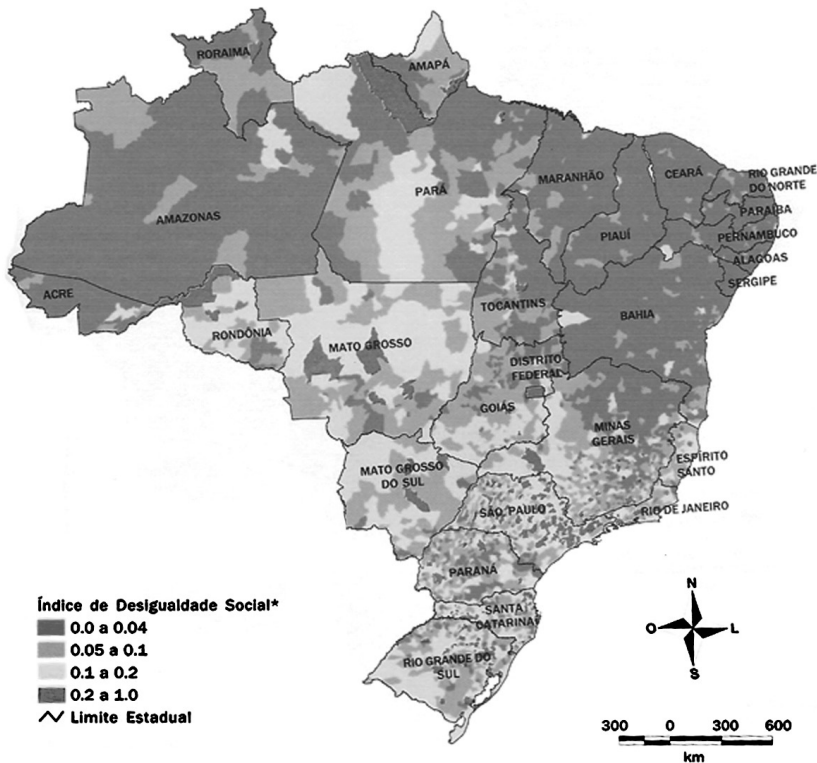 RORAIMA
AMAPÁ
AMAZONAS
PARÁ
MARANHÃO
CEARÁ
RIO GRANDE
DO NORTE
PARAÍBA
PIAUÍ
PERNAMBUCO
ALAGOAS
SERGIPE
ACRE
TOCANTINS
BAHIA
RONDÔNIA
MATO GROSSO
DISTRITO
FEDERAL
GOIÁS
MINAS
GERAIS
ESPÍRITO
SANTO
MATO GROSSO
DO SUL
SÃO PAULO
RIO DE JANEIRO
PARANÁ
SANTA
CATARINA
RIO GRANDE DO
SUL
Índice de Desigualdade Social*
0.0 a 0.04
0.05 a 0.1
0.1 a 0.2
0.2 a 1.0
Limite Estadual
N
O L
S
300 0 300 600
km